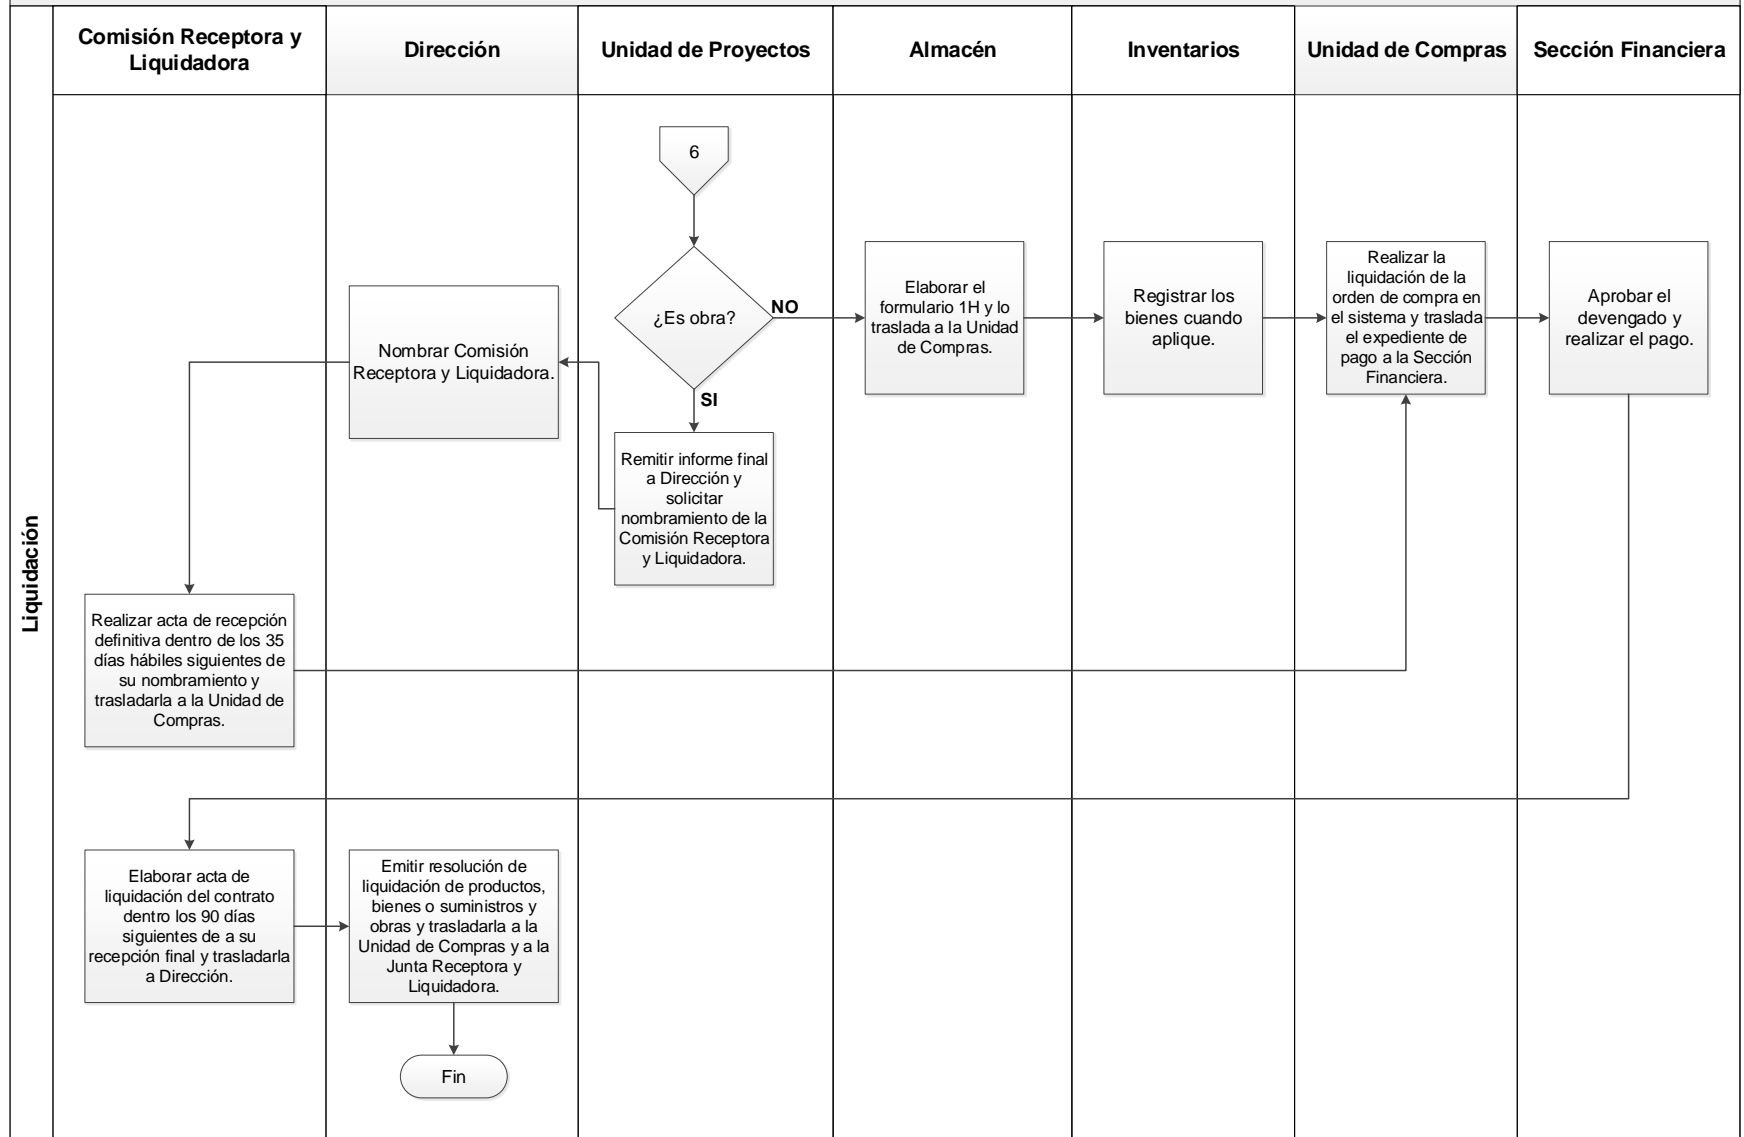 Comisión Receptora y
Liquidadora
Dirección
Unidad de Proyectos
Almacén
Inventarios
Unidad de Compras
Sección Financiera
Liquidación
6
¿Es obra?
NO
SI
Elaborar el
formulario 1H y lo
traslada a la Unidad
de Compras.
Registrar los
bienes cuando
aplique.
Realizar la
liquidación de la
orden de compra en
el sistema y traslada
el expediente de
pago a la Sección
Financiera.
Aprobar el
devengado y
realizar el pago.
Nombrar Comisión
Receptora y Liquidadora.
Remitir informe final
a Dirección y
solicitar
nombramiento de la
Comisión Receptora
y Liquidadora.
Realizar acta de recepción
definitiva dentro de los 35
días hábiles siguientes de
su nombramiento y
trasladarla a la Unidad de
Compras.
Elaborar acta de
liquidación del contrato
dentro los 90 días
siguientes de a su
recepción final y trasladarla
a Dirección.
Emitir resolución de
liquidación de productos,
bienes o suministros y
obras y trasladarla a la
Unidad de Compras y a la
Junta Receptora y
Liquidadora.
Fin